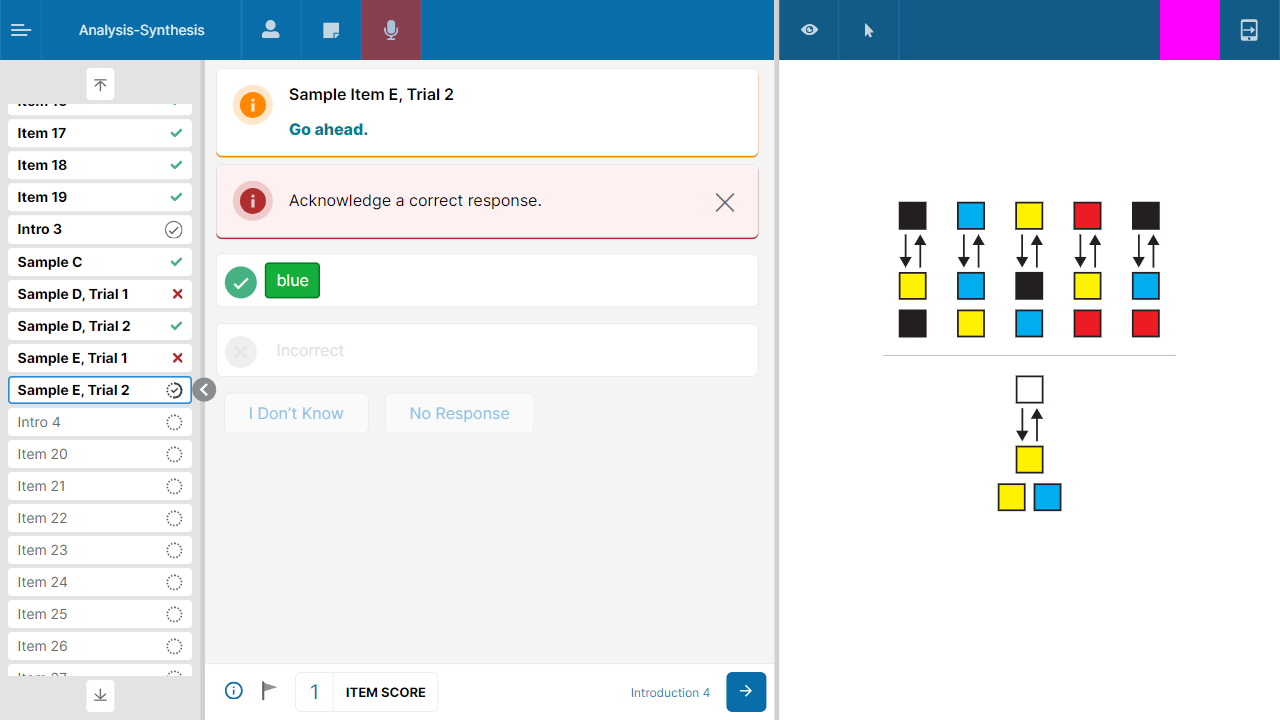 Analysis-Synthesis
Item 17
Item 18
Item 19
Intro 3
Sample C
Sample D, Trial 1
Sample D, Trial 2
Sample E, Trial 1
Sample E, Trial 2
Intro 4
Item 20
Item 21
Item 22
Item 23
Item 24
Item 25
Item 26
Sample Item E, Trial 2
Go ahead.
Acknowledge a correct response.
blue
Incorrect
I Don't Know
No Response
1
ITEM SCORE
Introduction 4